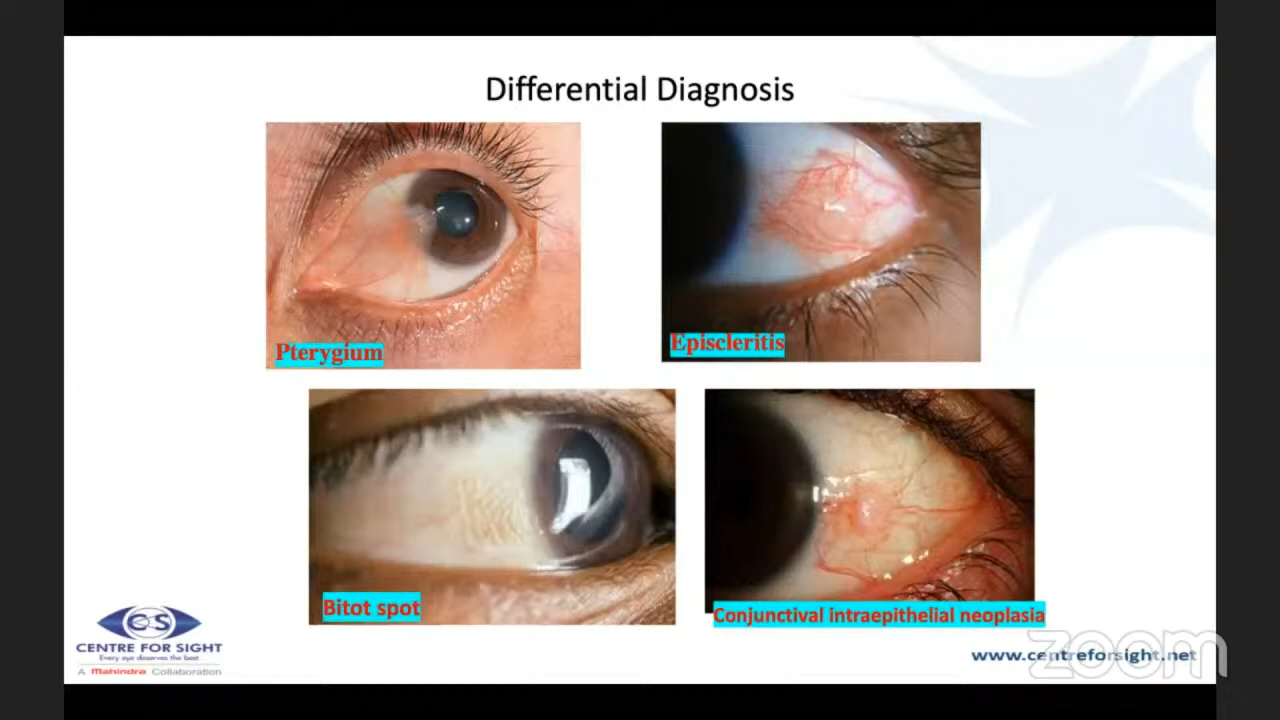 Differential Diagnosis
Pterygium
Episcleritis
Bitot spot
Conjunctival intraepithelial neoplasia
CFS
CENTRE FOR SIGHT
Every eye deserves the best
A Mahindra Collaboration
www.centreforsight.net
zoom